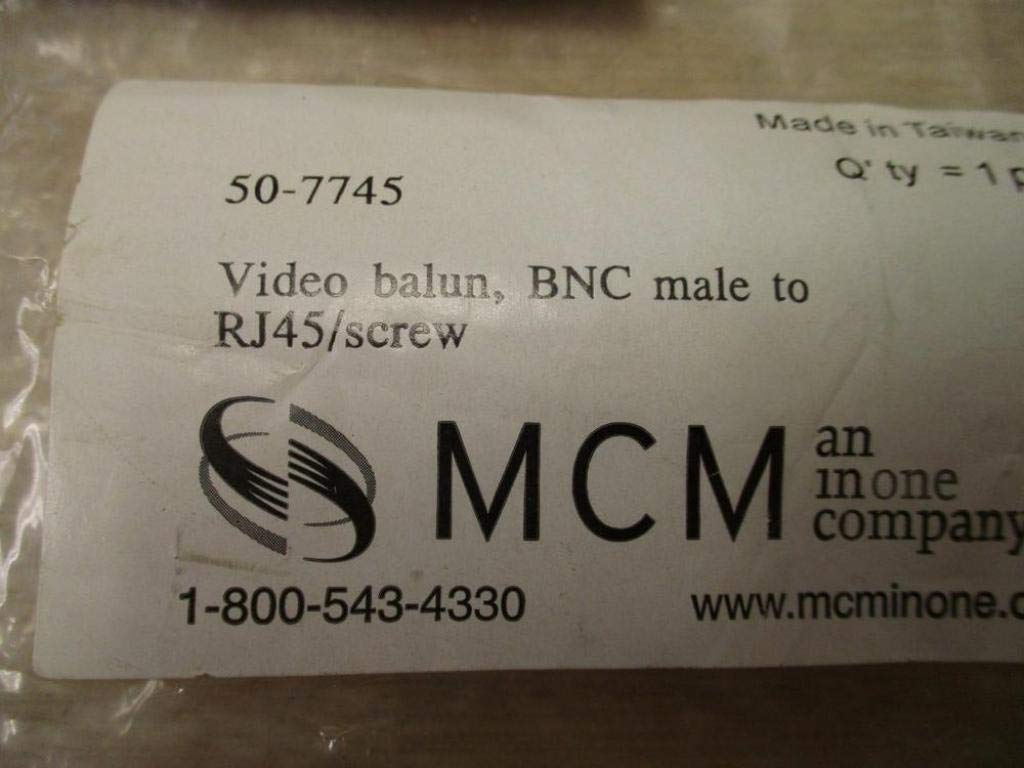 Made in Taiwan
Q'ty = 1 p
50-7745
Video balun, BNC male to
RJ45/screw
MCM
an
inone
company
1-800-543-4330
www.mcminone.c